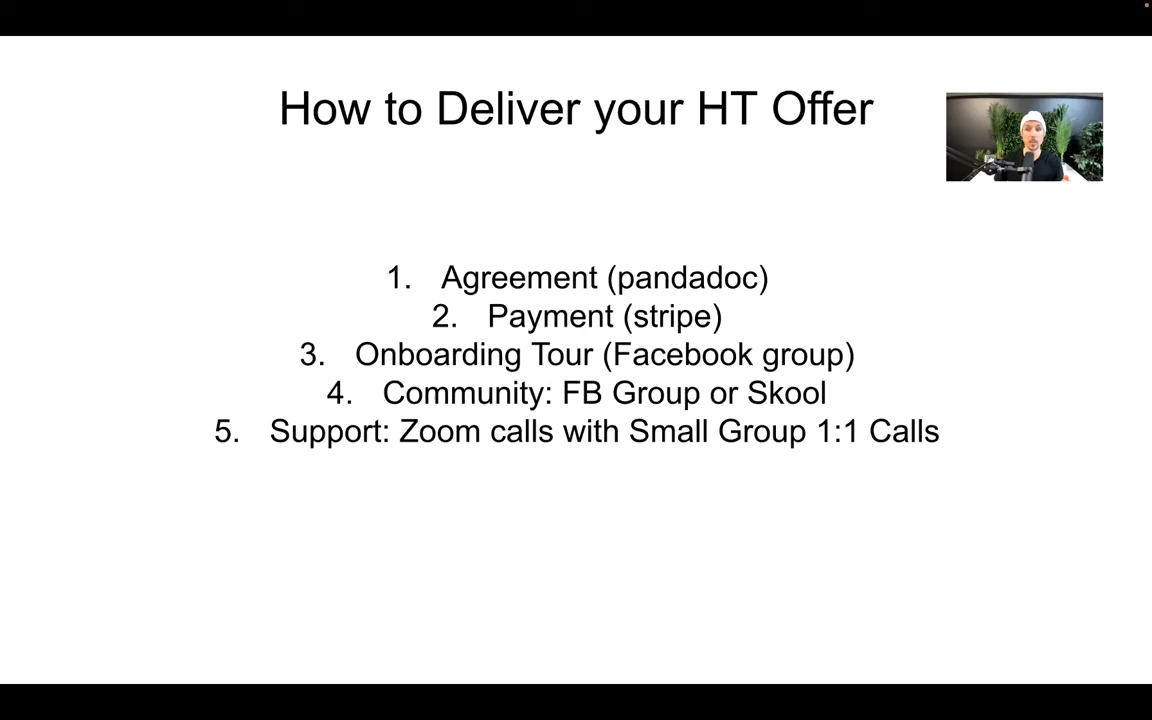 How to Deliver your HT Offer
1. Agreement (pandadoc)
2. Payment (stripe)
3. Onboarding Tour (Facebook group)
4. Community: FB Group or Skool
5. Support: Zoom calls with Small Group 1:1 Calls